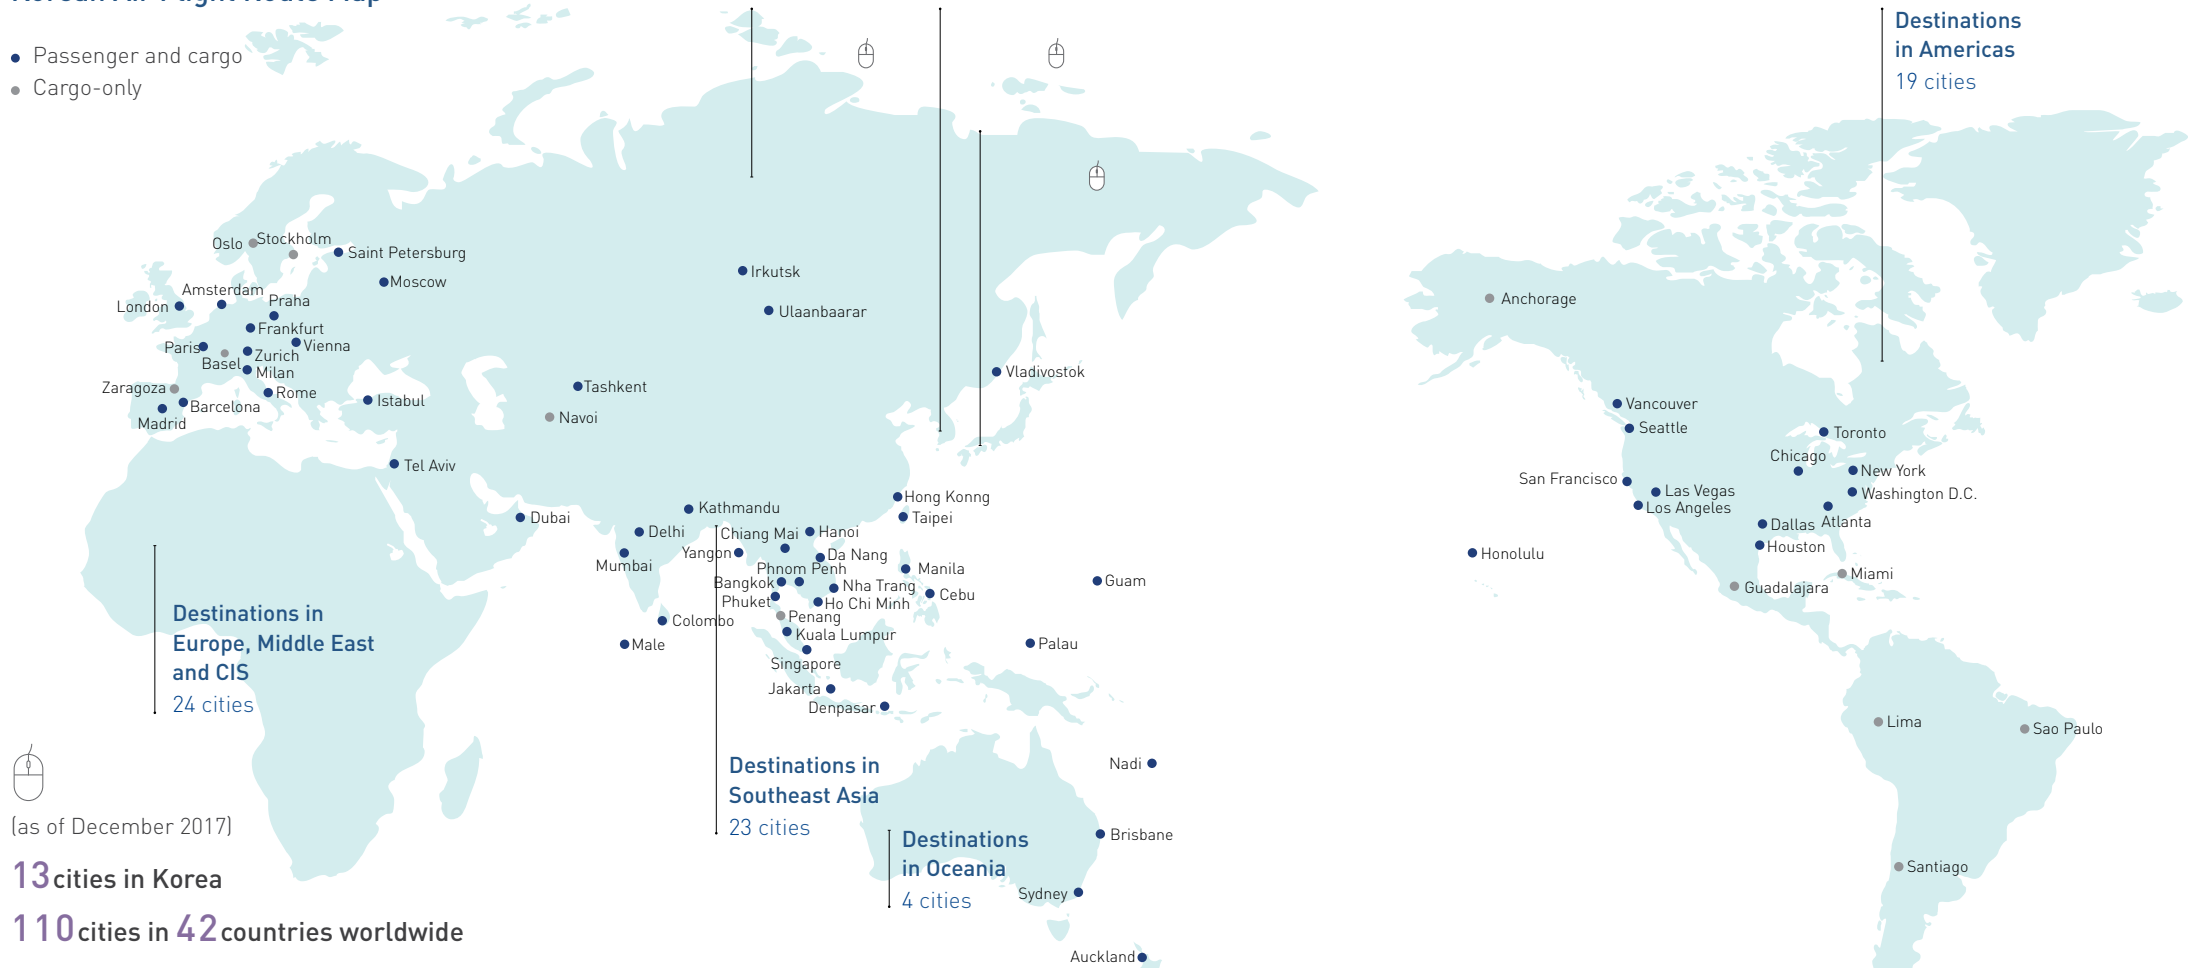 Korean Air Flight Route Map
Passenger and cargo
Cargo-only
Destinations
in Americas
19 cities
Oslo
Stockholm
Saint Petersburg
Moscow
Amsterdam
London
Praha
Frankfurt
Paris
Vienna
Basel
Zurich
Milan
Zaragoza
Rome
Barcelona
Madrid
Istabul
Tel Aviv
Dubai
Tashkent
Navoi
Irkutsk
Ulaanbaarar
Vladivostok
Kathmandu
Delhi
Mumbai
Colombo
Male
Hong Konng
Taipei
Chiang Mai
Hanoi
Yangon
Da Nang
Phnom Penh
Bangkok
Nha Trang
Phuket
Ho Chi Minh
Penang
Kuala Lumpur
Singapore
Jakarta
Denpasar
Manila
Cebu
Guam
Palau
Nadi
Brisbane
Sydney
Auckland
Anchorage
Vancouver
Seattle
Toronto
Chicago
New York
San Francisco
Las Vegas
Washington D.C.
Los Angeles
Dallas
Atlanta
Houston
Honolulu
Miami
Guadalajara
Lima
Sao Paulo
Santiago
Destinations in
Europe, Middle East
and CIS
24 cities
Destinations in
Southeast Asia
23 cities
Destinations
in Oceania
4 cities
(as of December 2017)
13 cities in Korea
110 cities in 42 countries worldwide